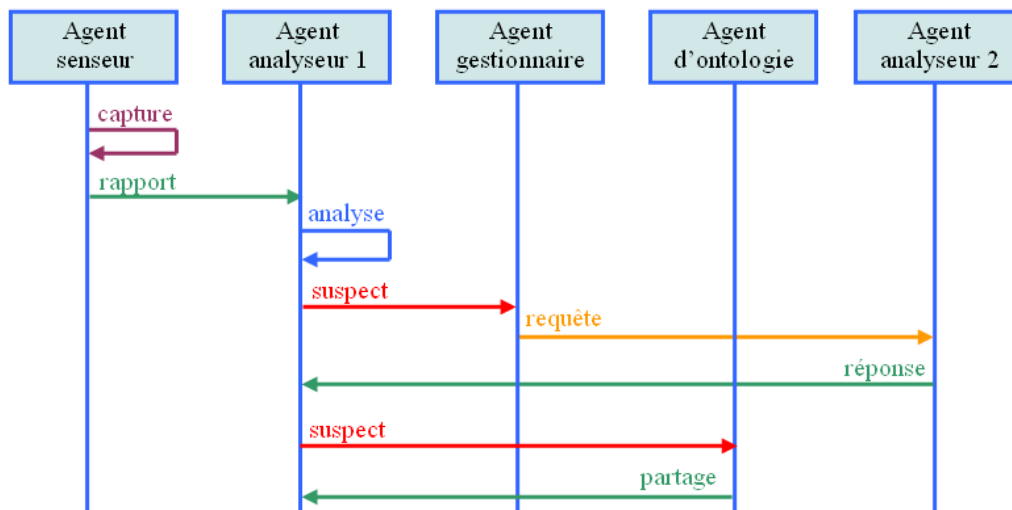 Agent
senseur
Agent
analyseur 1
Agent
gestionnaire
Agent
d'ontologie
Agent
analyseur 2
capture
rapport
analyse
suspect
requête
réponse
suspect
partage